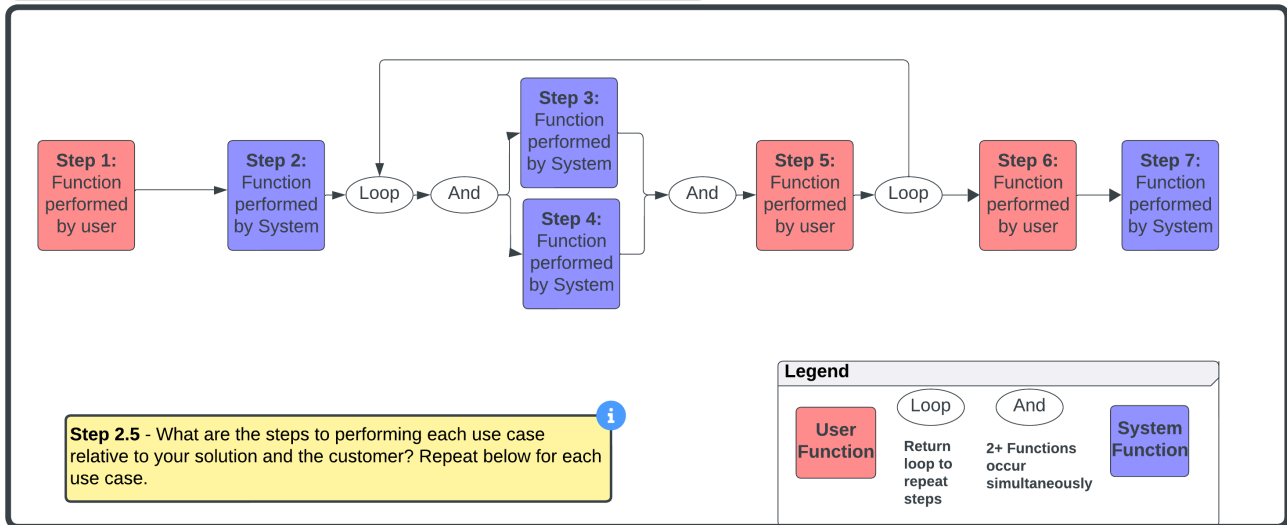 Step 1:
Function
performed
by user
Step 2:
Function
performed
by System
Loop
And
Step 3:
Function
performed
by System
Step 4:
Function
performed
by System
And
Step 5:
Function
performed
by user
Loop
Step 6:
Function
performed
by user
Step 7:
Function
performed
by System
Step 2.5 - What are the steps to performing each use case
relative to your solution and the customer? Repeat below for each
use case.
i
Legend
User
Function
Loop
Return
loop to
repeat
steps
And
2+ Functions
occur
simultaneously
System
Function